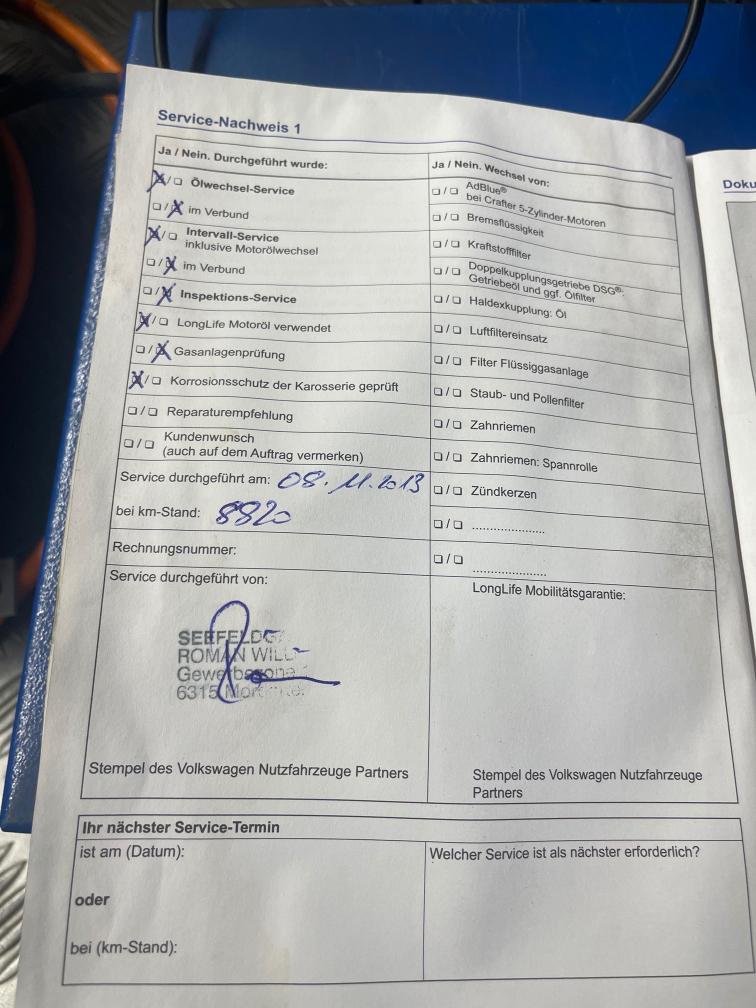 Service-Nachweis 1
Ja / Nein. Durchgeführt wurde:
☒/☐ Ölwechsel-Service
☐/☒ im Verbund
☒/☐ Intervall-Service
inklusive Motorölwechsel
☐/☒ im Verbund
☐/☒ Inspektions-Service
☒/☐ LongLife Motoröl verwendet
☐/☒ Gasanlagenprüfung
☒/☐ Korrosionsschutz der Karosserie geprüft
☐/☐ Reparaturempfehlung
☐/☐ Kundenwunsch
(auch auf dem Auftrag vermerken)
Service durchgeführt am: 08.11.2013
bei km-Stand: 8820
Rechnungsnummer:
Service durchgeführt von:
ROMAN
6315
Stempel des Volkswagen Nutzfahrzeuge Partners
Ja / Nein. Wechsel von:
☐/☐ AdBlue®
bei Crafter 5-Zylinder-Motoren
☐/☐ Bremsflüssigkeit
☐/☐ Kraftstofffilter
☐/☐ Doppelkupplungsgetriebe DSG®:
Getriebeöl und ggf. Ölfilter
☐/☐ Haldexkupplung: Öl
☐/☐ Luftfiltereinsatz
☐/☐ Filter Flüssiggasanlage
☐/☐ Staub- und Pollenfilter
☐/☐ Zahnriemen
☐/☐ Zahnriemen: Spannrolle
☐/☐ Zündkerzen
☐/☐ .....................
☐/☐ .....................
LongLife Mobilitätsgarantie:
Stempel des Volkswagen Nutzfahrzeuge
Partners
Ihr nächster Service-Termin
ist am (Datum):
oder
bei (km-Stand):
Welcher Service ist als nächster erforderlich?
Doku